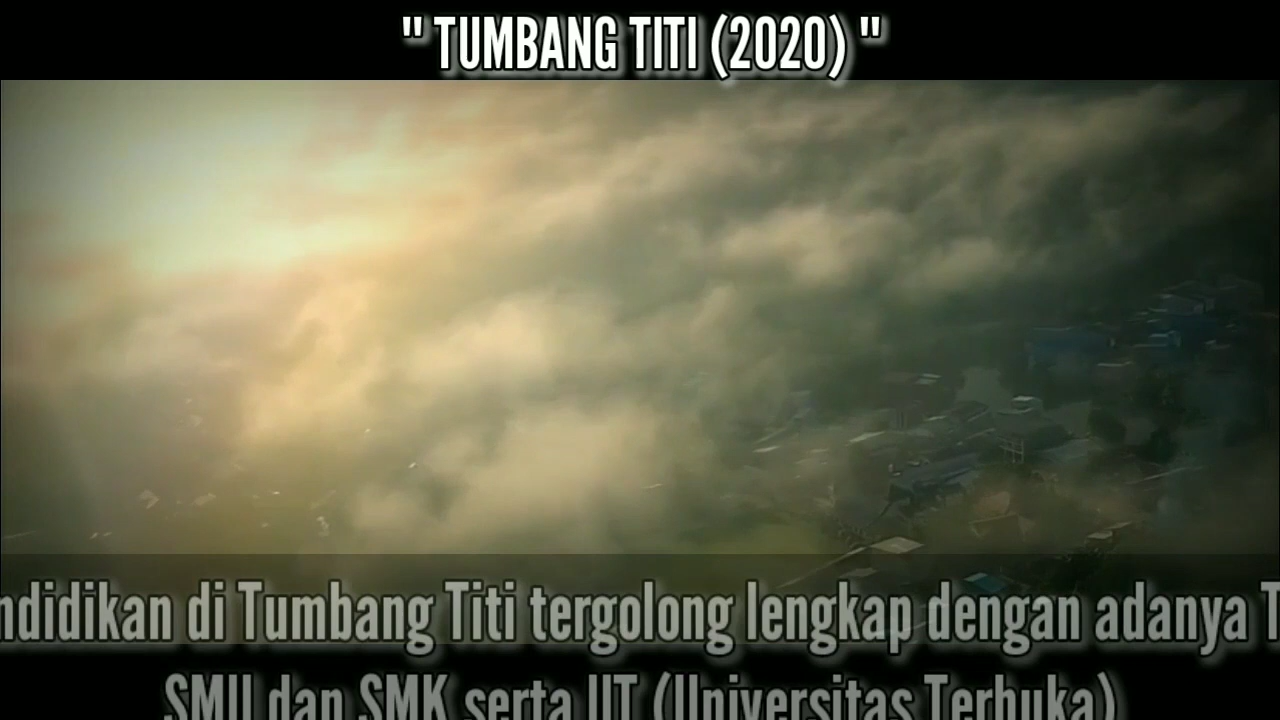 " TUMBANG TITI (2020) "
ndidikan di Tumbang Titi tergolong lengkap dengan adanya T
SMU dan SMK serta UT (Universitas Terbuka)